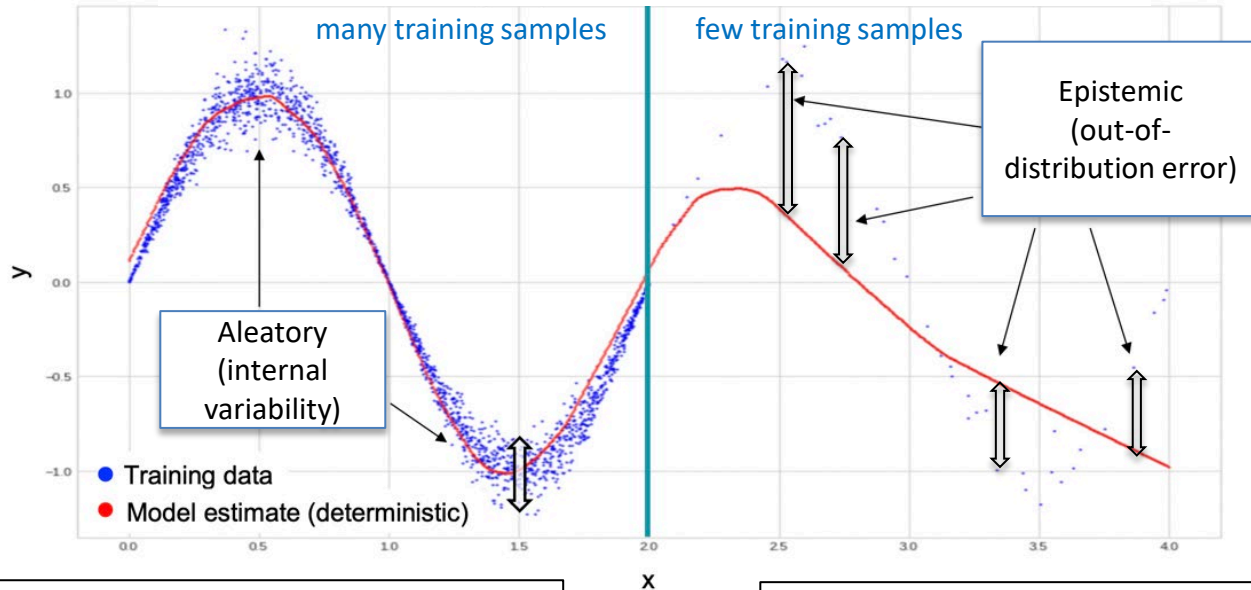 many training samples
few training samples
Epistemic
(out-of-
distribution error)
Aleatory
(internal
variability)
Training data
Model estimate (deterministic)
y
1.0
0.5
0.0
−0.5
−1.0
0.0
0.5
1.0
1.5
2.0
2.5
3.0
3.5
4.0
x